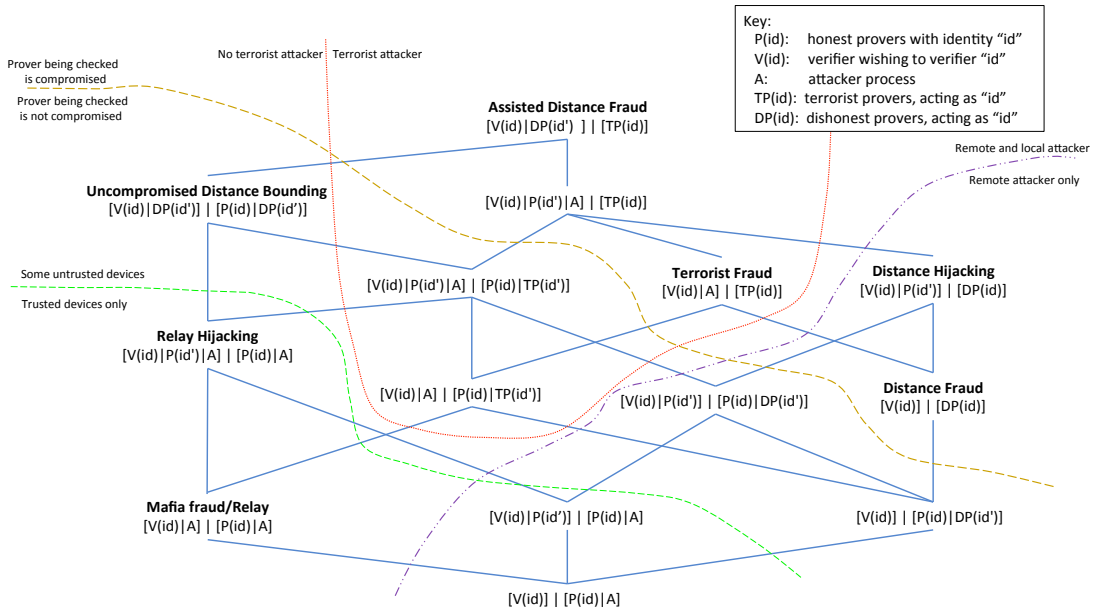 Key:
P(id): honest provers with identity “id”
V(id): verifier wishing to verifier “id”
A: attacker process
TP(id): terrorist provers, acting as “id”
DP(id): dishonest provers, acting as “id”
No terrorist attacker
Terrorist attacker
Prover being checked
is compromised
Prover being checked
is not compromised
Assisted Distance Fraud
[V(id)|DP(id') ] | [TP(id)]
Remote and local attacker
Remote attacker only
Uncompromised Distance Bounding
[V(id)|DP(id')] | [P(id)|DP(id’)]
[V(id)|P(id')|A] | [TP(id)]
Some untrusted devices
Trusted devices only
[V(id)|P(id')|A] | [P(id)|TP(id')]
Terrorist Fraud
[V(id)|A] | [TP(id)]
Distance Hijacking
[V(id)|P(id')] | [DP(id)]
Relay Hijacking
[V(id)|P(id')|A] | [P(id)|A]
[V(id)|A] | [P(id)|TP(id')]
[V(id)|P(id')] | [P(id)|DP(id')]
Distance Fraud
[V(id)] | [DP(id)]
Mafia fraud/Relay
[V(id)|A] | [P(id)|A]
[V(id)|P(id’)] | [P(id)|A]
[V(id)] | [P(id)|DP(id')]
[V(id)] | [P(id)|A]